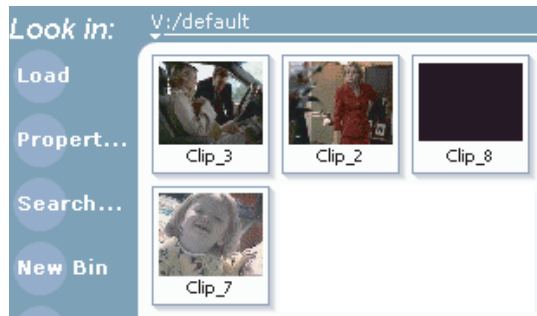 Look in:
V:/default
Load
Propert...
Search...
New Bin
Clip_3
Clip_2
Clip_8
Clip_7